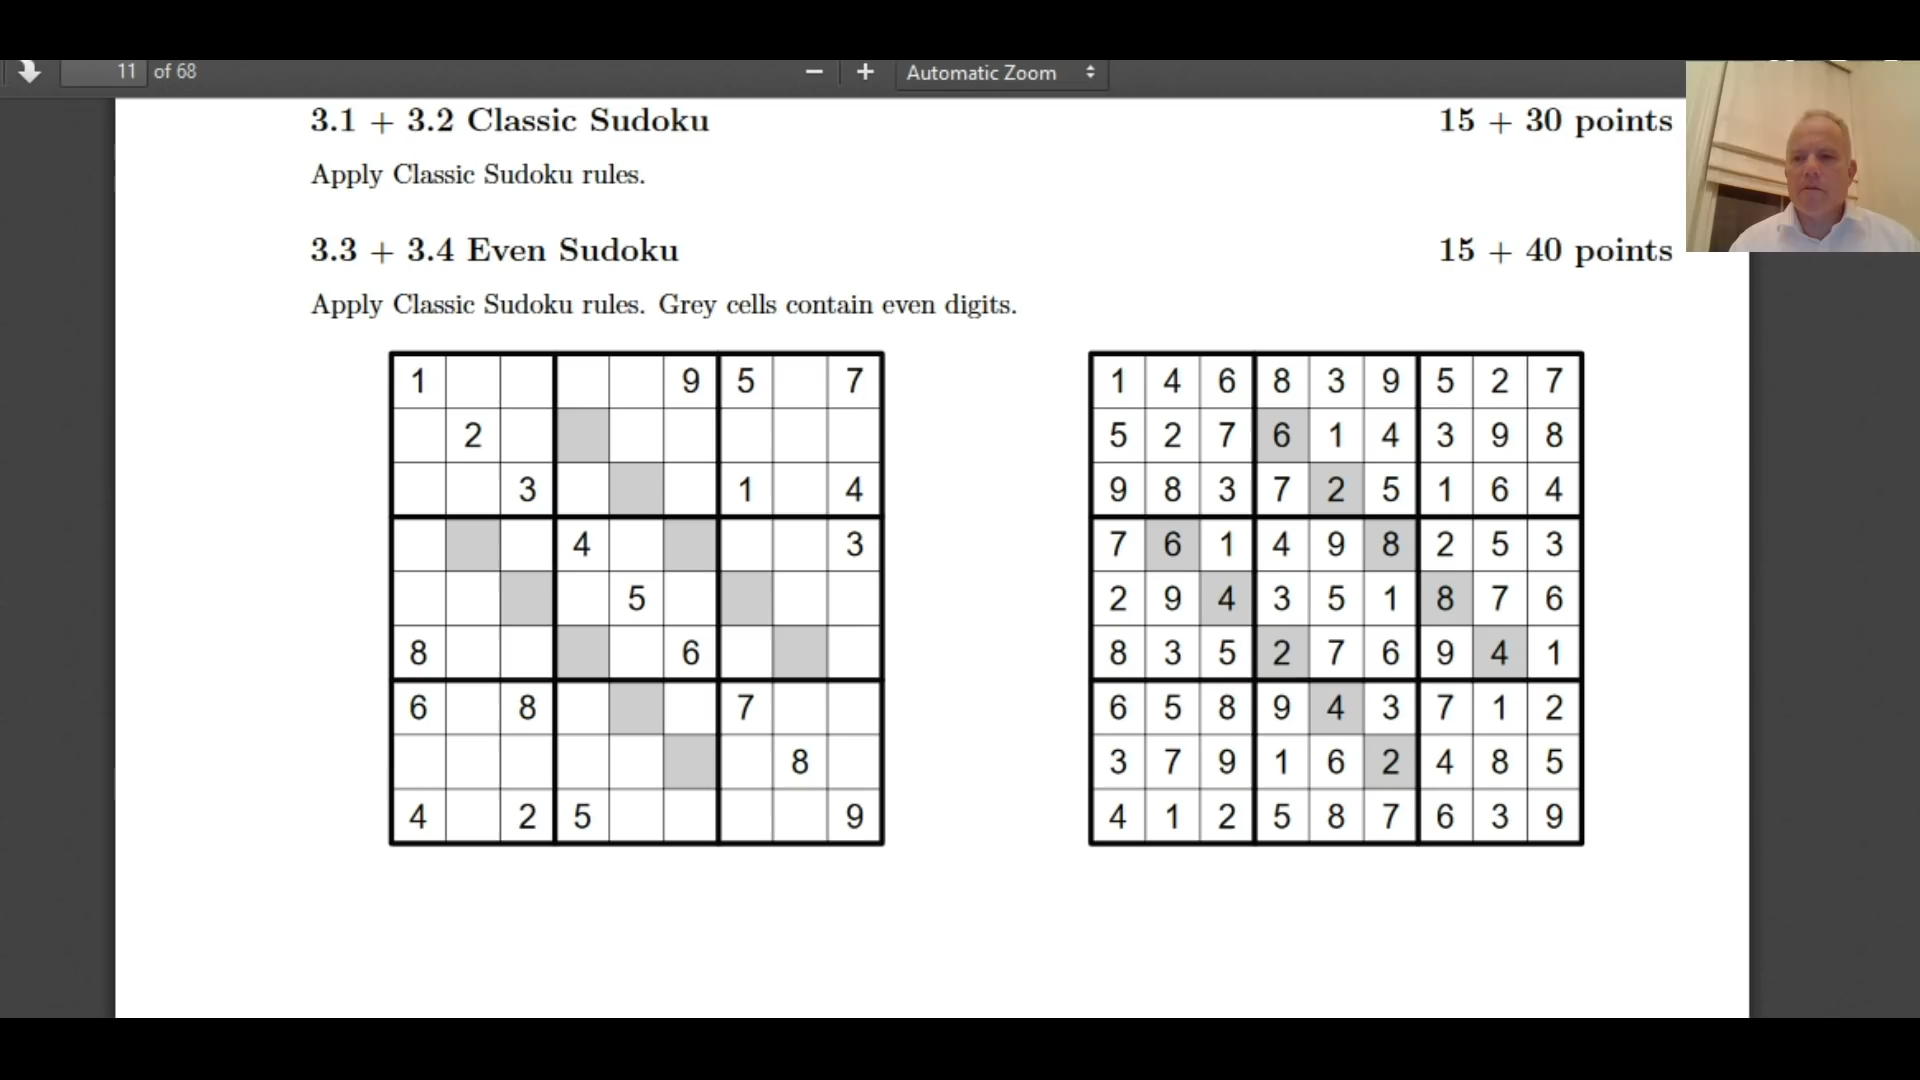 11 of 68
Automatic Zoom
3.1 + 3.2 Classic Sudoku 15 + 30 points
Apply Classic Sudoku rules.
3.3 + 3.4 Even Sudoku 15 + 40 points
Apply Classic Sudoku rules. Grey cells contain even digits.
1 9 5 7
2
3 1 4
4 3
5
8 6
6 8 7
8
4 2 5 9
1 4 6 8 3 9 5 2 7
5 2 7 6 1 4 3 9 8
9 8 3 7 2 5 1 6 4
7 6 1 4 9 8 2 5 3
2 9 4 3 5 1 8 7 6
8 3 5 2 7 6 9 4 1
6 5 8 9 4 3 7 1 2
3 7 9 1 6 2 4 8 5
4 1 2 5 8 7 6 3 9